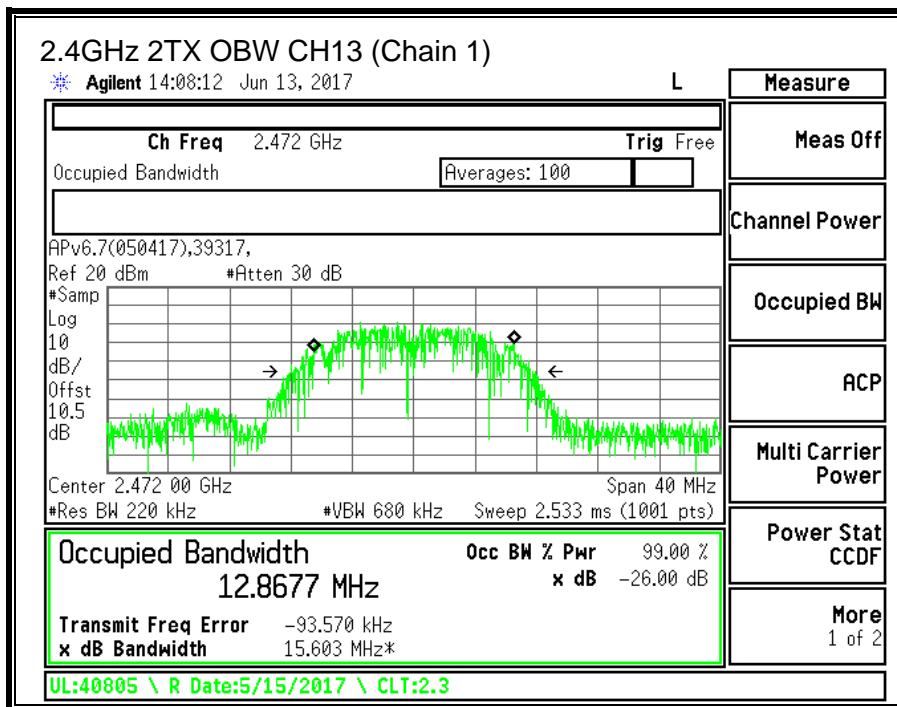 2.4GHz 2TX OBW CH13 (Chain 1)
Agilent 14:08:12 Jun 13, 2017 L
Ch Freq 2.472 GHz Trig Free
Occupied Bandwidth Averages: 100
APv6.7(050417),39317,
Ref 20 dBm #Atten 30 dB
#Samp
Log
10
dB/
Offst
10.5
dB
Center 2.472 00 GHz Span 40 MHz
#Res BW 220 kHz #VBW 680 kHz Sweep 2.533 ms (1001 pts)
Occupied Bandwidth Occ BW % Pwr 99.00 %
12.8677 MHz x dB -26.00 dB
Transmit Freq Error -93.570 kHz
x dB Bandwidth 15.603 MHz*
UL:40805 \ R Date:5/15/2017 \ CLT:2.3
Measure
Meas Off
Channel Power
Occupied BW
ACP
Multi Carrier
Power
Power Stat
CCDF
More
1 of 2